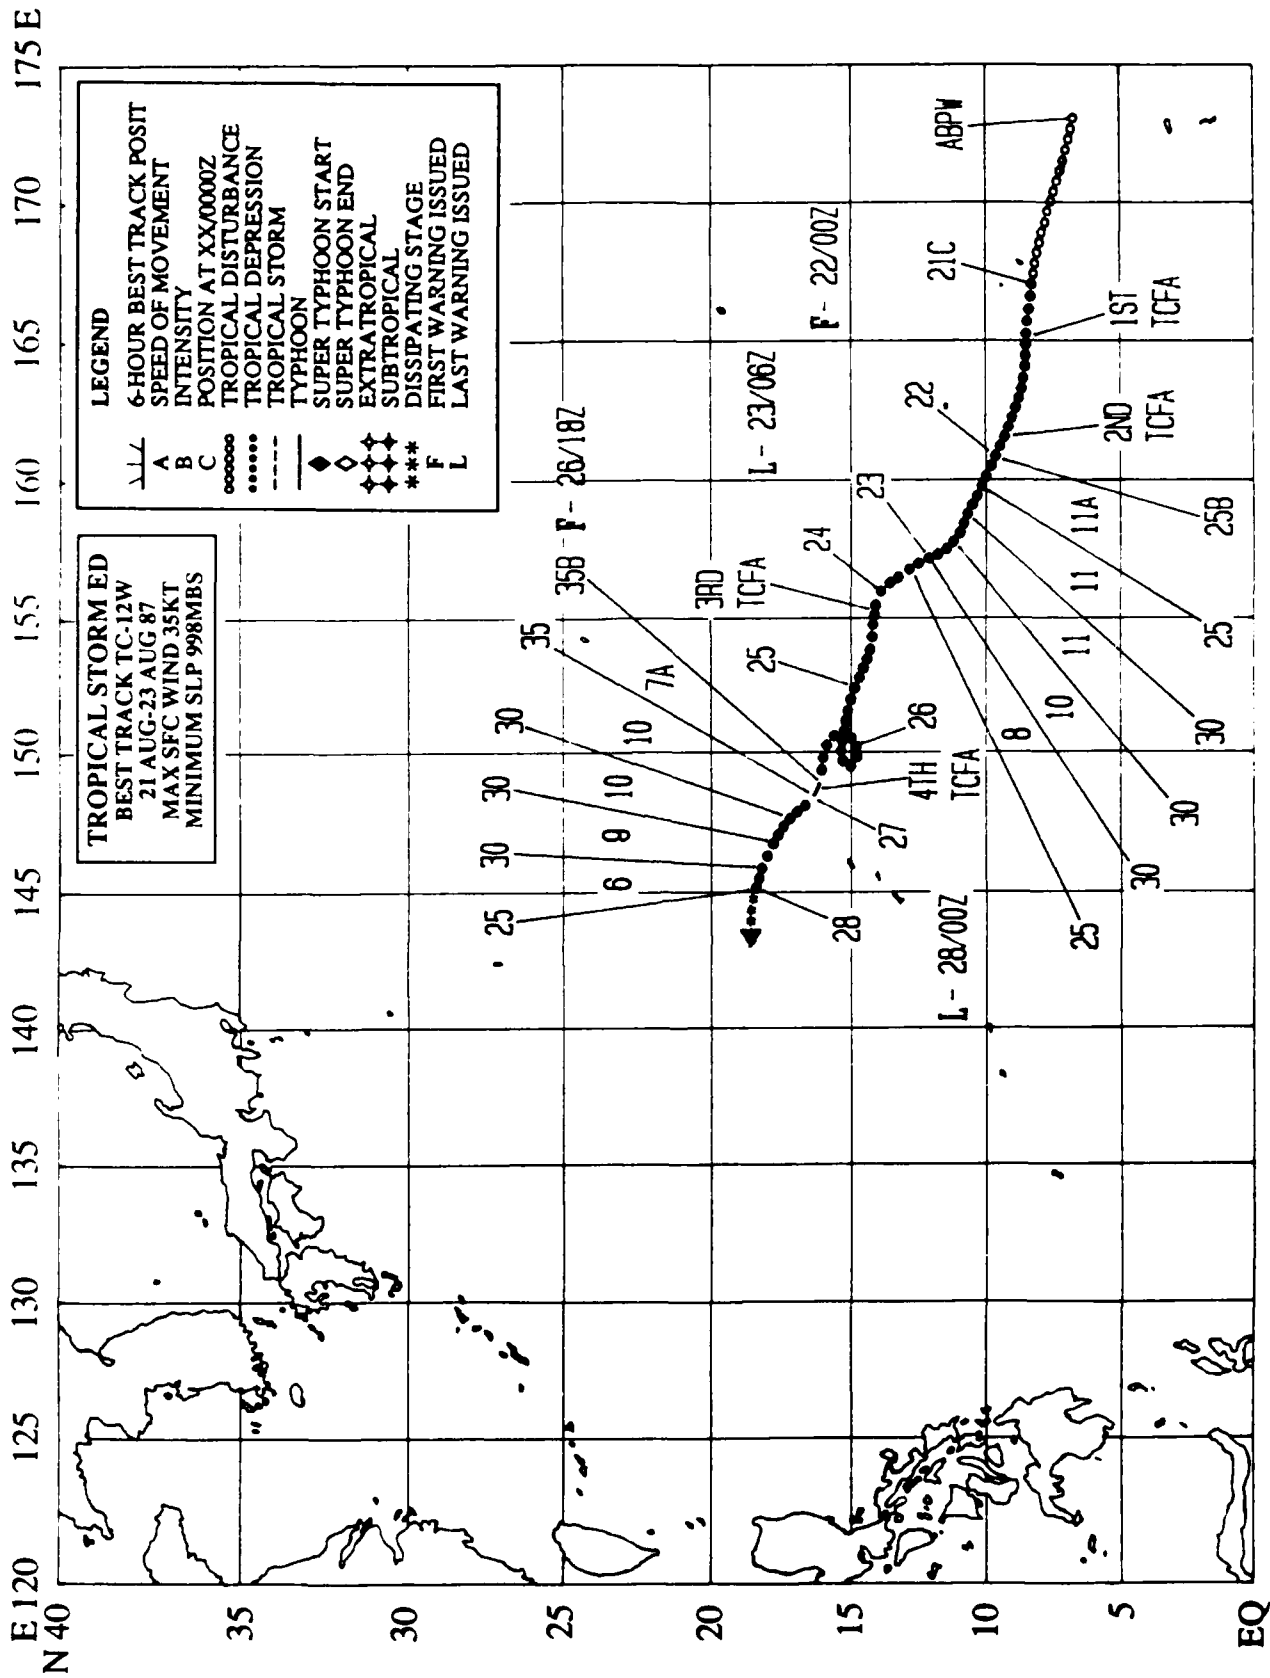 E 120 125 130 135 140 145 150 155 160 165 170 175 E
N 40
35
30
25
20
15
10
5
EQ
TROPICAL STORM ED
BEST TRACK TC-12W
21 AUG-23 AUG 87
MAX SFC WIND 35KT
MINIMUM SLP 998MBS
LEGEND
6-HOUR BEST TRACK POSIT
A SPEED OF MOVEMENT
B INTENSITY
C POSITION AT XX/0000Z
TROPICAL DISTURBANCE
TROPICAL DEPRESSION
TROPICAL STORM
TYPHOON
SUPER TYPHOON START
SUPER TYPHOON END
EXTRATROPICAL
SUBTROPICAL
*** DISSIPATING STAGE
F FIRST WARNING ISSUED
L LAST WARNING ISSUED
25 30 30 30 35 35B F - 26/18Z
6 9 10 10 7A
3RD
TCFA
L - 23/06Z
F - 22/00Z
ABPW
28 27 26 25 24 23 22 21C
4TH
TCFA
1ST
TCFA
2ND
TCFA
L - 28/00Z
8 10 11 11 11A
25 30 30 30 25 25B